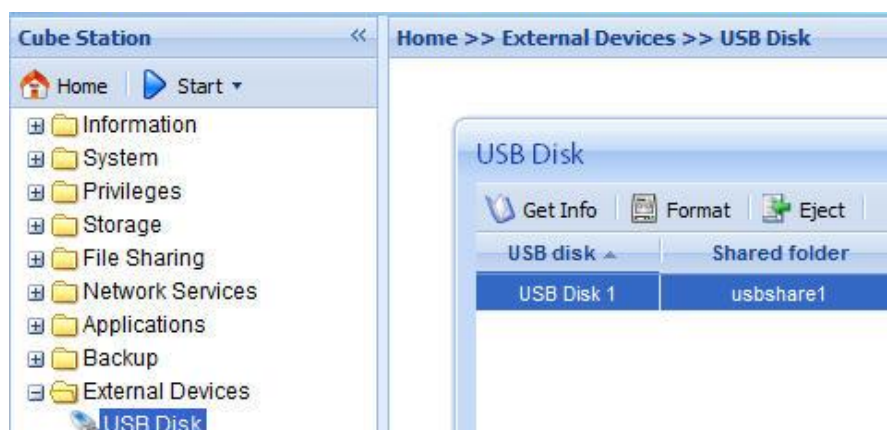 Cube Station «
Home Start
Information
System
Privileges
Storage
File Sharing
Network Services
Applications
Backup
External Devices
USB Disk
Home >> External Devices >> USB Disk
USB Disk
Get Info Format Eject
USB disk Shared folder
USB Disk 1 usbshare1